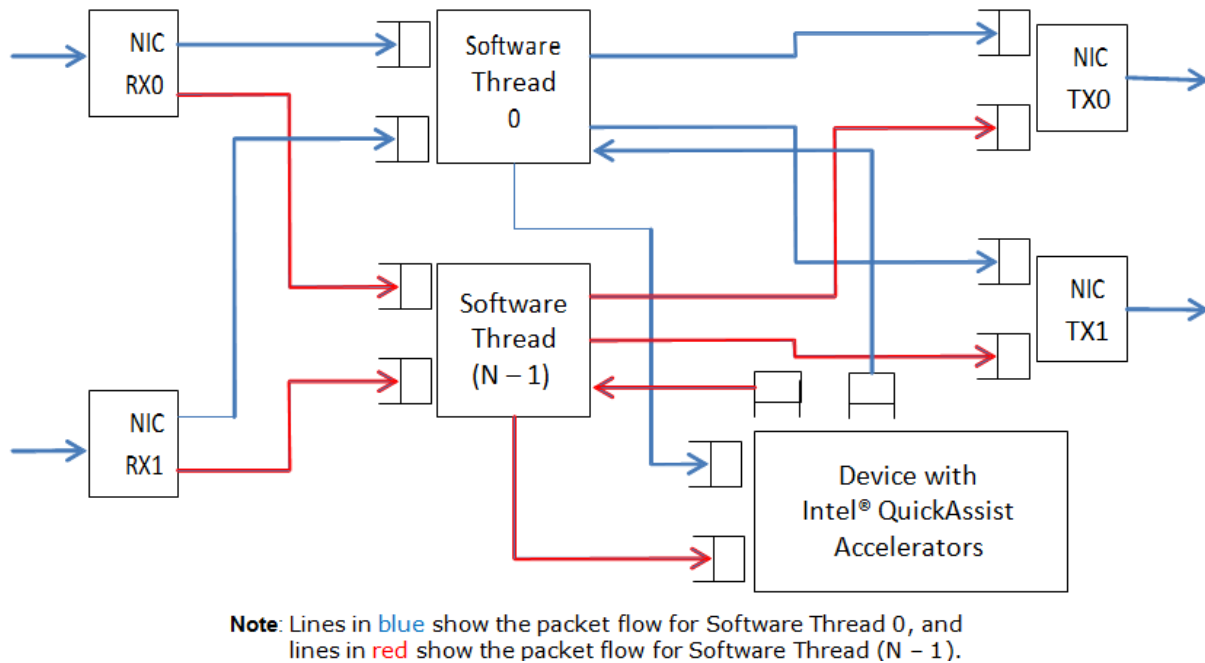 NIC
RX0
Software
Thread
0
NIC
TX0
Software
Thread
(N – 1)
NIC
TX1
NIC
RX1
Device with
Intel® QuickAssist
Accelerators
Note: Lines in blue show the packet flow for Software Thread 0, and
lines in red show the packet flow for Software Thread (N – 1).